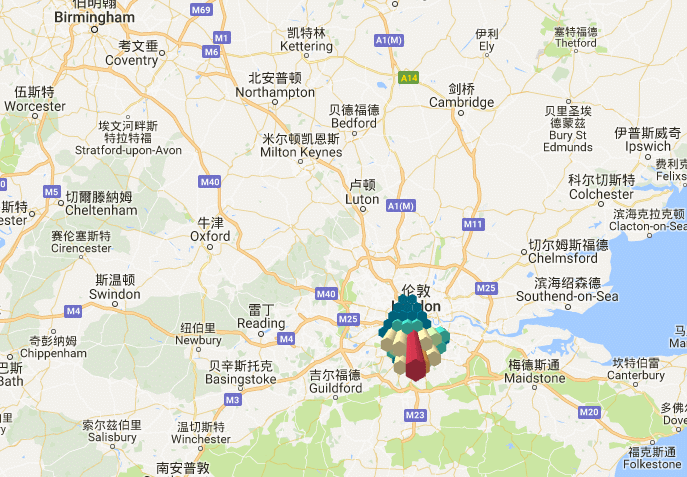 伯明翰
Birmingham
M69
M1
M6
考文垂
Coventry
凯特林
Kettering
A1(M)
伊利
Ely
塞特福德
Thetford
A14
伍斯特
Worcester
北安普顿
Northampton
剑桥
Cambridge
埃文河畔斯
特拉特福
Stratford-upon-Avon
贝德福德
Bedford
贝里圣埃
德蒙兹
Bury St
Edmunds
伊普斯威奇
Ipswich
米尔顿凯恩斯
Milton Keynes
M5
M40
切爾滕納姆
Cheltenham
卢顿
Luton
A1(M)
科尔切斯特
Colchester
费利克
Felixs
斯特
ester
牛津
Oxford
M11
滨海克拉克顿
Clacton-on-Sea
赛伦塞斯特
Cirencester
切尔姆斯福德
Chelmsford
斯温顿
Swindon
M40
伦敦
M25
滨海绍森德
Southend-on-Sea
M4
雷丁
Reading
M25
奇彭纳姆
Chippenham
纽伯里
Newbury
M4
巴斯
Bath
贝辛斯托克
Basingstoke
吉尔福德
Guildford
梅德斯通
Maidstone
坎特伯雷
Canterbury
M3
M23
M20
多佛尔
Dove
索尔兹伯里
Salisbury
温切斯特
Winchester
福克斯通
Folkestone
南安普敦